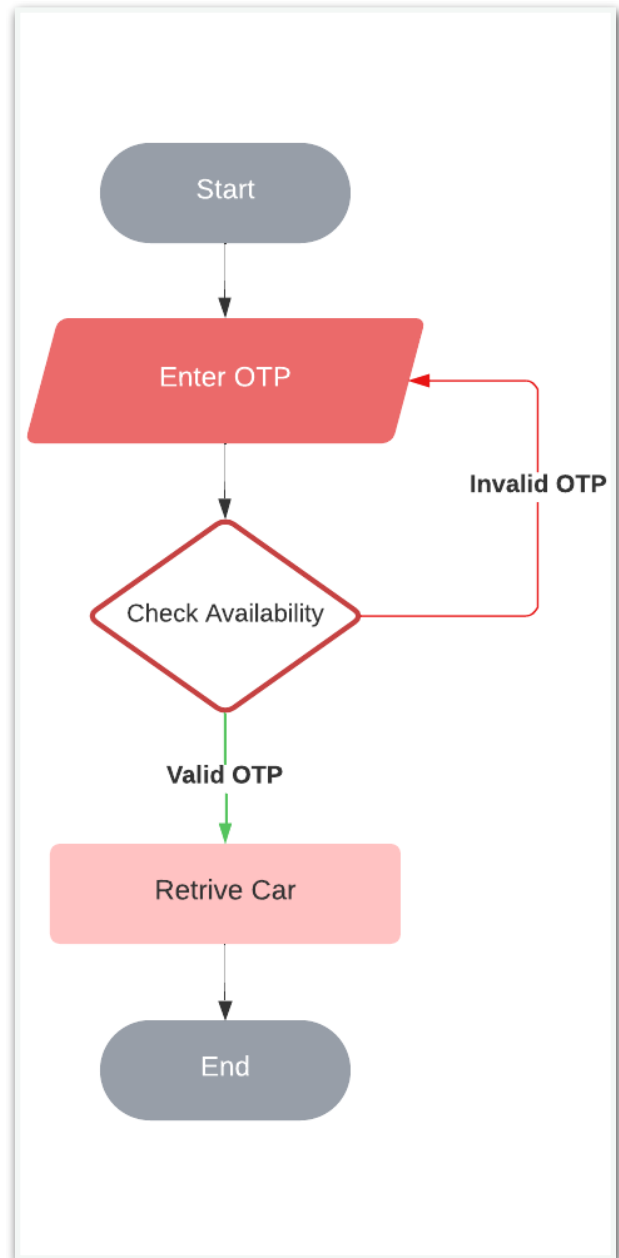 Start
Enter OTP
Invalid OTP
Check Availability
Valid OTP
Retrive Car
End